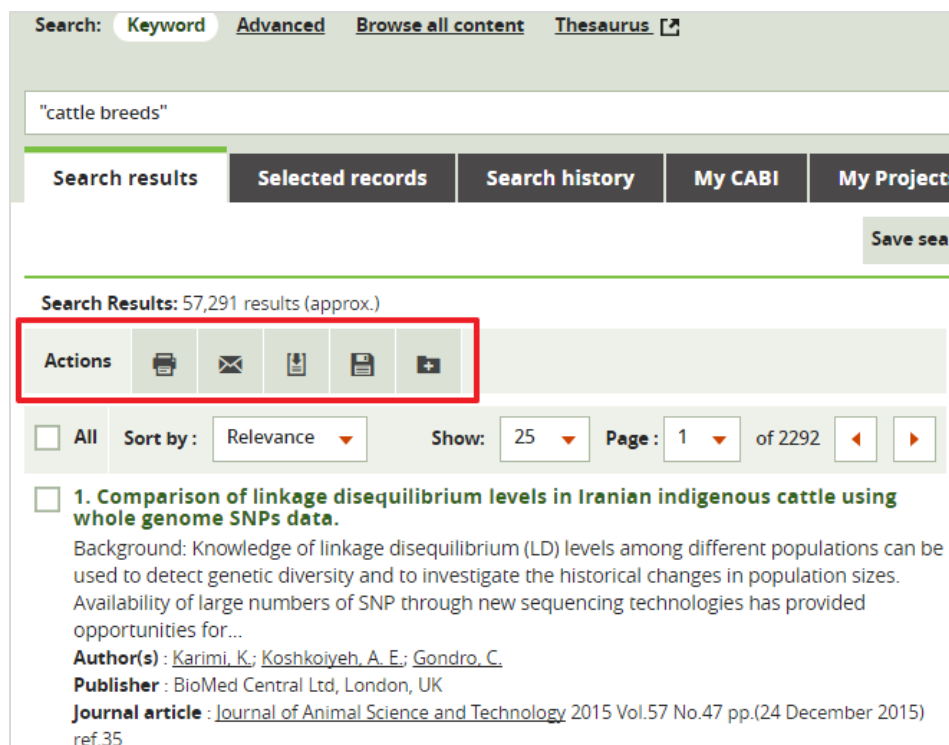 Search: Keyword Advanced Browse all content Thesaurus
"cattle breeds"
Search results Selected records Search history My CABI My Projects
Save sea
Search Results: 57,291 results (approx.)
Actions
All Sort by : Relevance Show: 25 Page : 1 of 2292
1. Comparison of linkage disequilibrium levels in Iranian indigenous cattle using
whole genome SNPs data.
Background: Knowledge of linkage disequilibrium (LD) levels among different populations can be
used to detect genetic diversity and to investigate the historical changes in population sizes.
Availability of large numbers of SNP through new sequencing technologies has provided
opportunities for...
Author(s) : Karimi, K.; Koshkoiyeh, A. E.; Gondro, C.
Publisher : BioMed Central Ltd, London, UK
Journal article : Journal of Animal Science and Technology 2015 Vol.57 No.47 pp.(24 December 2015)
ref.35